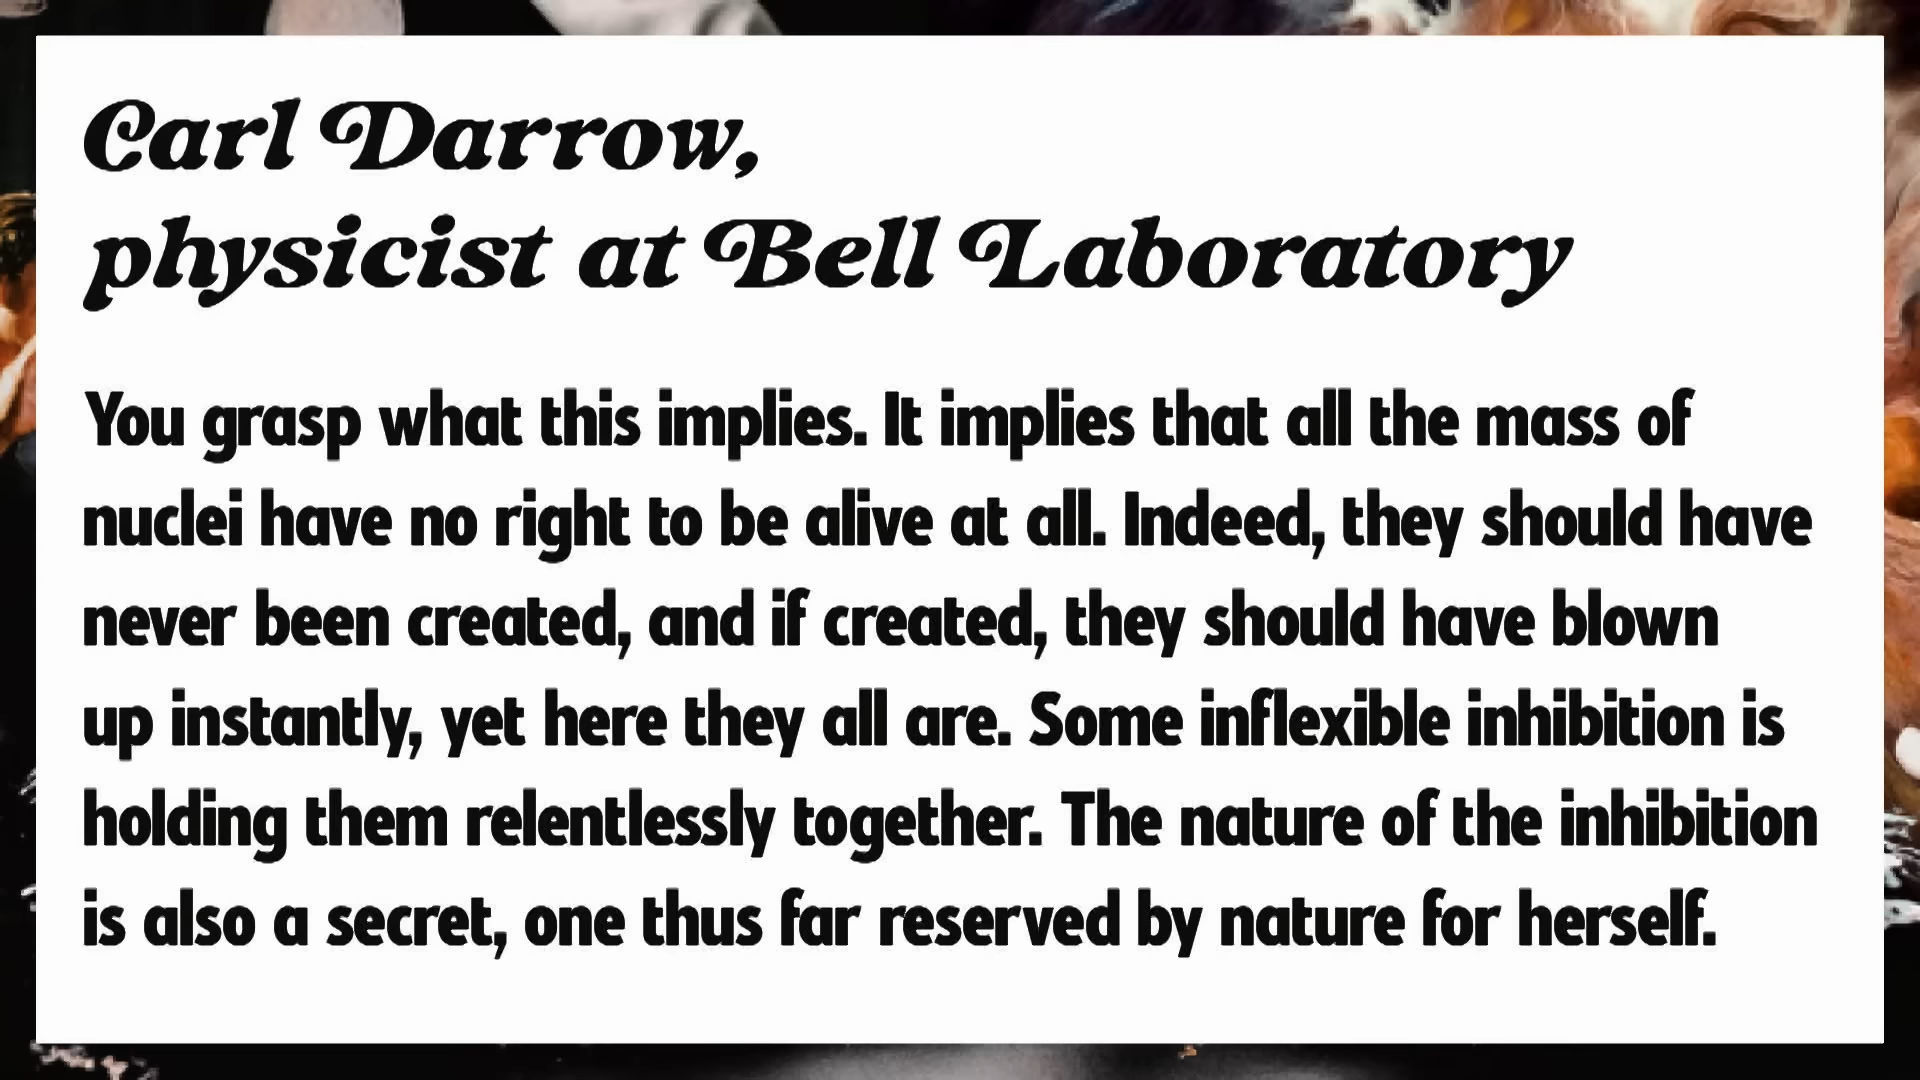 Carl Darrow,
physicist at Bell Laboratory
You grasp what this implies. It implies that all the mass of
nuclei have no right to be alive at all. Indeed, they should have
never been created, and if created, they should have blown
up instantly, yet here they all are. Some inflexible inhibition is
holding them relentlessly together. The nature of the inhibition
is also a secret, one thus far reserved by nature for herself.